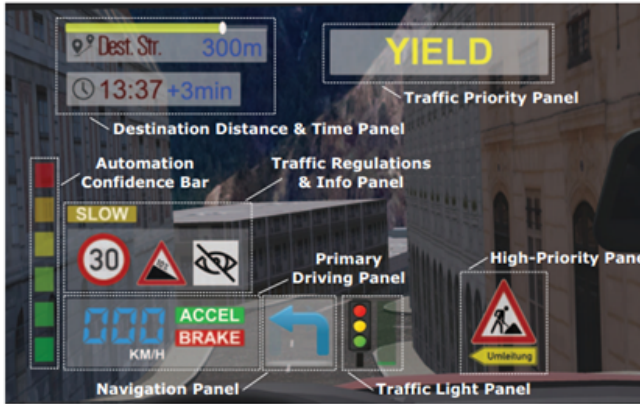 Dest. Str. 300m
YIELD
13:37 +3min
Traffic Priority Panel
Destination Distance & Time Panel
Automation
Confidence Bar
Traffic Regulations
& Info Panel
SLOW
30
Primary
Driving Panel
High-Priority Pane
000
KM/H
ACCEL
BRAKE
Umleitung
Navigation Panel
Traffic Light Panel